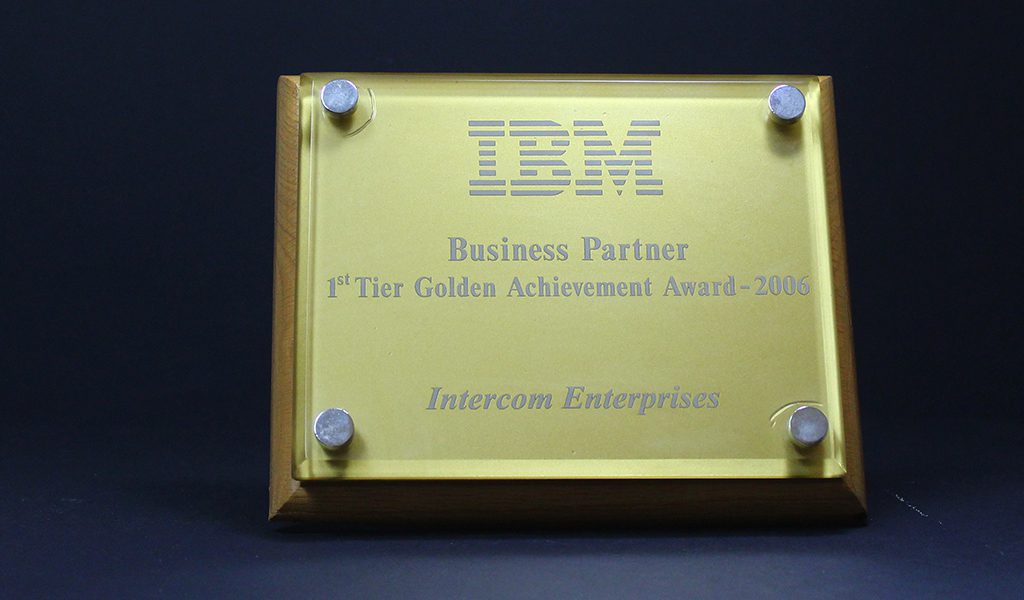 IBM
Business Partner
1st Tier Golden Achievement Award-2006
Intercom Enterprises